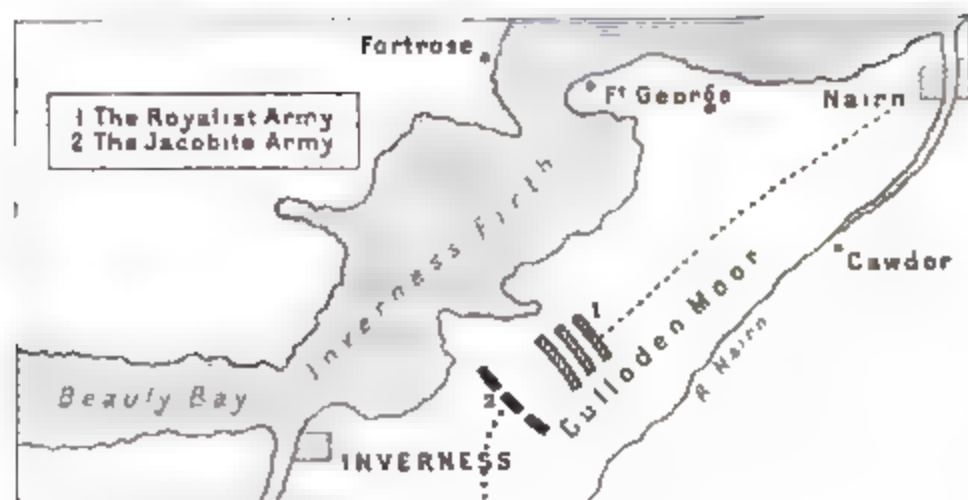 Fortrose
1 The Royalist Army
2 The Jacobite Army
Ft George
Nairn
Inverness Firth
Cawdor
Culloden Moor
1
R Nairn
Beauly Bay
2
INVERNESS